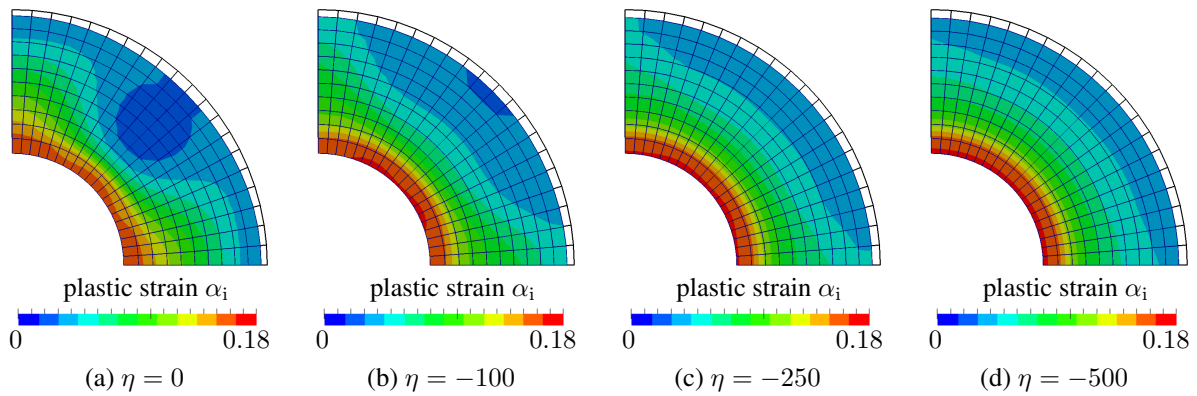 plastic strain αi
0 0.18
(a) η = 0
plastic strain αi
0 0.18
(b) η = −100
plastic strain αi
0 0.18
(c) η = −250
plastic strain αi
0 0.18
(d) η = −500